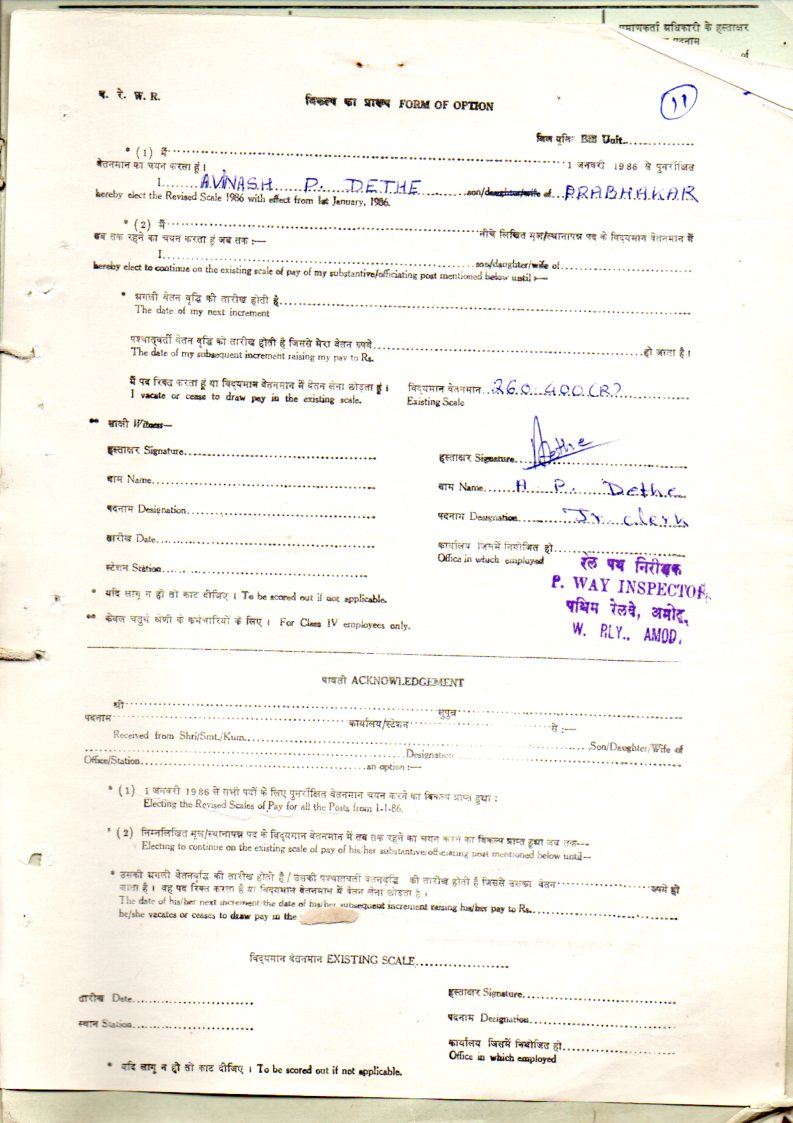 प्रमाणकर्ता अधिकारी के हस्ताक्षर
पदनाम
of
प. रे. W. R.
विकल्प का प्रारूप FORM OF OPTION
11
बिल यूनिट Bill Unit..............
* (1) मैं.................................................................1 जनवरी 1986 से पुनरीक्षित
वेतनमान का चयन करता हूं।
I.........AVINASH....P....DETHE..........son/daughter/wife of...PRABHAKAR
hereby elect the Revised Scale 1986 with effect from 1st January, 1986.
* (2) मैं.................................................................नीचे लिखित मूल/स्थानापन्न पद के विद्यमान वेतनमान में
तब तक रहने का चयन करता हूं जब तक :—
I.................................................................son/daughter/wife of..............................
hereby elect to continue on the existing scale of pay of my substantive/officiating post mentioned below until :—
* अगली वेतन वृद्धि की तारीख होती है.................................................................
The date of my next increment
पश्चात्वर्ती वेतन वृद्धि की तारीख होती है जिससे मेरा वेतन रुपये..............................हो जाता है।
The date of my subsequent increment raising my pay to Rs.
मैं पद रिक्त करता हूं या विद्यमान वेतनमान में वेतन लेना छोड़ता हूं। विद्यमान वेतनमान...260-400 (R)...........
I vacate or cease to draw pay in the existing scale. Existing Scale
** साक्षी Witness—
हस्ताक्षर Signature.............................. हस्ताक्षर Signature...Dethe
नाम Name.............................. नाम Name......A. P. Dethe
पदनाम Designation.............................. पदनाम Designation........Jr. clerk
तारीख Date.............................. कार्यालय जिसमें नियोजित हो..............................
Office in which employed
स्टेशन Station..............................
रेल पथ निरीक्षक
P. WAY INSPECTOR,
पश्चिम रेलवे, अमोद,
W. RLY., AMOD.
* यदि लागू न हो तो काट दीजिए। To be scored out if not applicable.
** केवल चतुर्थ श्रेणी के कर्मचारियों के लिए। For Class IV employees only.
पावती ACKNOWLEDGEMENT
श्री..............................सुपुत्र..............................
पदनाम..............................कार्यालय/स्टेशन..............................से :—
Received from Shri/Smt./Kum...............................Son/Daughter/Wife of
..............................Designation..............................
Office/Station..............................an option :—
* (1) 1 जनवरी 1986 से सभी पदों के लिए पुनरीक्षित वेतनमान चयन करने का विकल्प प्राप्त हुआ :
Electing the Revised Scales of Pay for all the Posts from 1-1-86.
* (2) निम्नलिखित मूल/स्थानापन्न पद के विद्यमान वेतनमान में तब तक रहने का चयन करने का विकल्प प्राप्त हुआ जब तक—
Electing to continue on the existing scale of pay of his/her substantive/officiating post mentioned below until—
* उसकी अगली वेतनवृद्धि की तारीख होती है / उसकी पश्चात्वर्ती वेतनवृद्धि की तारीख होती है जिससे उसका वेतन....................रुपये हो
जाता है। वह पद रिक्त करता है या विद्यमान वेतनमान में वेतन लेना छोड़ता है।
The date of his/her next increment/the date of his/her subsequent increment raising his/her pay to Rs..............................
he/she vacates or ceases to draw pay in the
विद्यमान वेतनमान EXISTING SCALE....................
तारीख Date.............................. हस्ताक्षर Signature..............................
स्थान Station.............................. पदनाम Designation..............................
कार्यालय जिसमें नियोजित हो..............................
Office in which employed
* यदि लागू न हो तो काट दीजिए। To be scored out if not applicable.